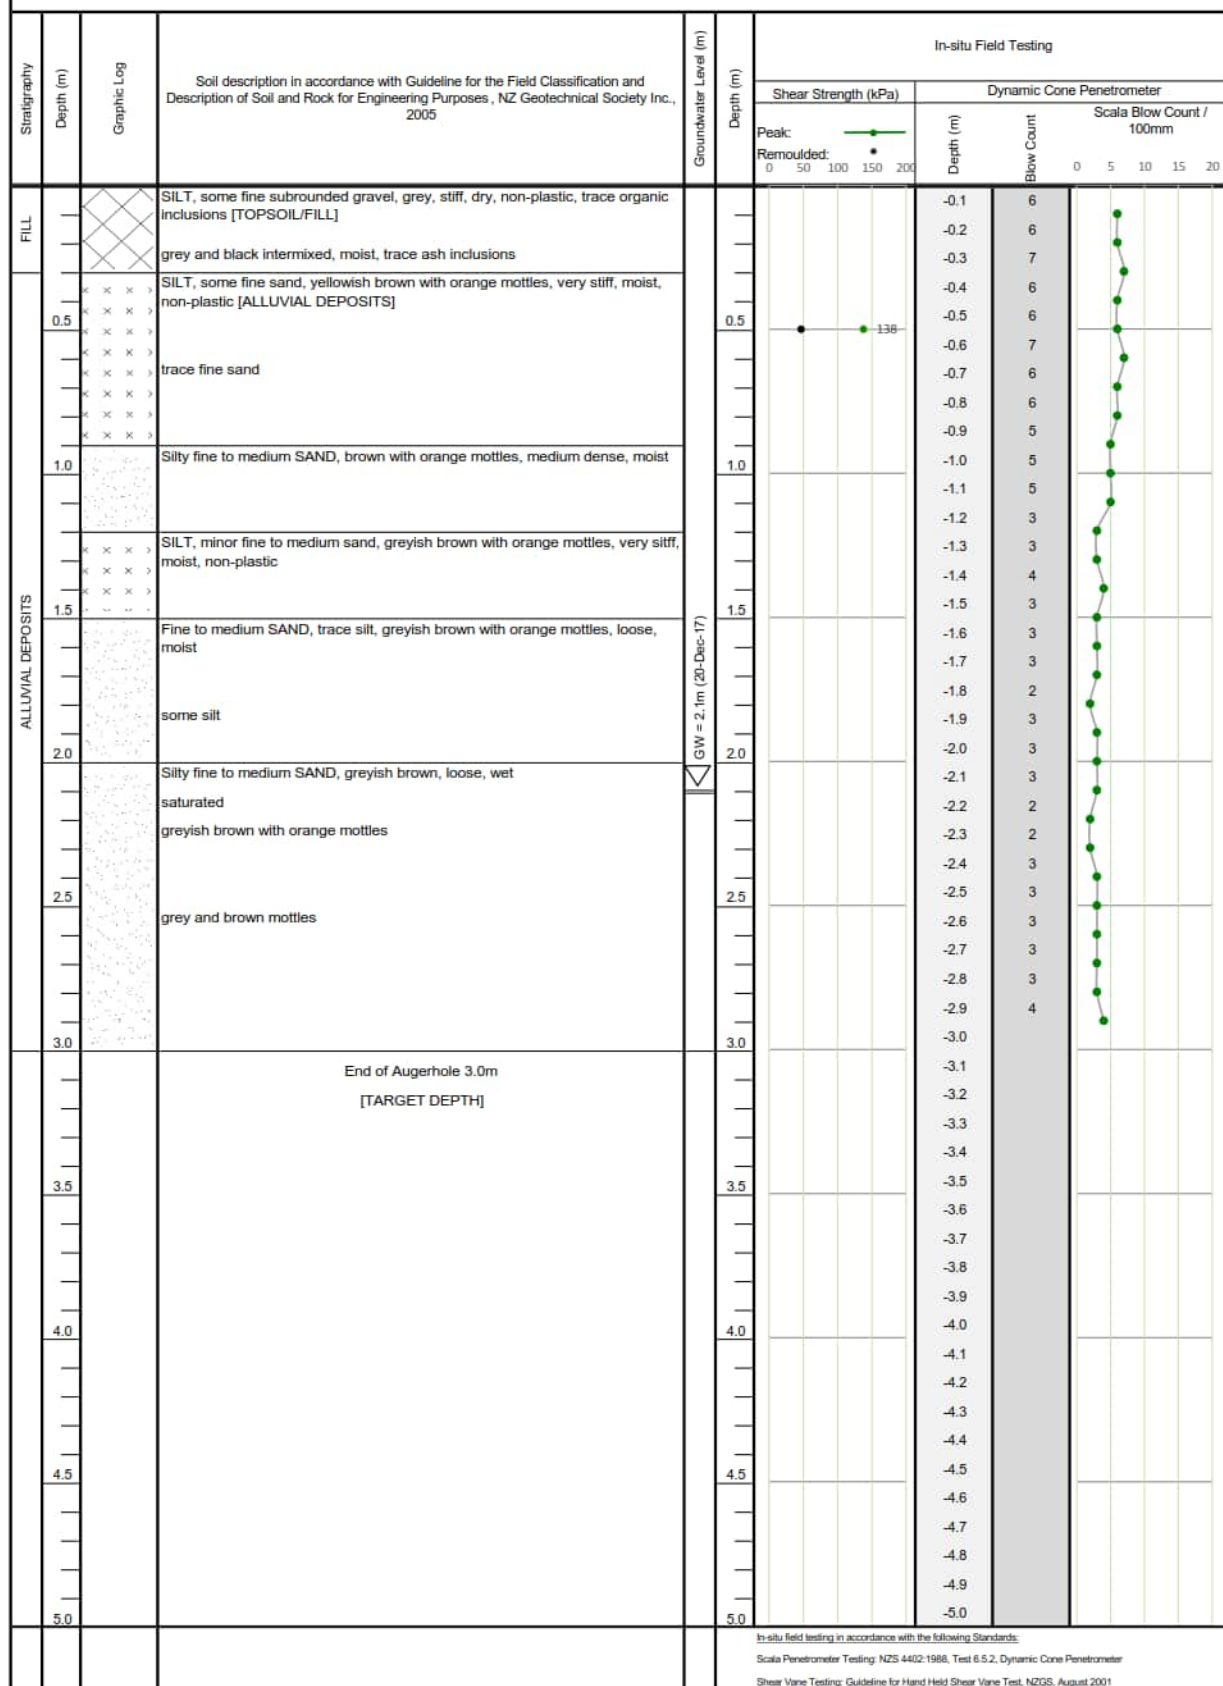 Stratigraphy
Depth (m)
Graphic Log
Soil description in accordance with Guideline for the Field Classification and
Description of Soil and Rock for Engineering Purposes , NZ Geotechnical Society Inc.,
2005
Groundwater Level (m)
Depth (m)
In-situ Field Testing
Shear Strength (kPa)
Peak:
Remoulded:
0 50 100 150 200
Dynamic Cone Penetrometer
Depth (m)
Blow Count
Scala Blow Count /
100mm
0 5 10 15 20
FILL
SILT, some fine subrounded gravel, grey, stiff, dry, non-plastic, trace organic
inclusions [TOPSOIL/FILL]
grey and black intermixed, moist, trace ash inclusions
ALLUVIAL DEPOSITS
SILT, some fine sand, yellowish brown with orange mottles, very stiff, moist,
non-plastic [ALLUVIAL DEPOSITS]
trace fine sand
Silty fine to medium SAND, brown with orange mottles, medium dense, moist
SILT, minor fine to medium sand, greyish brown with orange mottles, very sitff,
moist, non-plastic
Fine to medium SAND, trace silt, greyish brown with orange mottles, loose,
moist
some silt
Silty fine to medium SAND, greyish brown, loose, wet
saturated
greyish brown with orange mottles
grey and brown mottles
End of Augerhole 3.0m
[TARGET DEPTH]
0.5
1.0
1.5
2.0
2.5
3.0
3.5
4.0
4.5
5.0
GW = 2.1m (20-Dec-17)
0.5
1.0
1.5
2.0
2.5
3.0
3.5
4.0
4.5
5.0
138
-0.1 6
-0.2 6
-0.3 7
-0.4 6
-0.5 6
-0.6 7
-0.7 6
-0.8 6
-0.9 5
-1.0 5
-1.1 5
-1.2 3
-1.3 3
-1.4 4
-1.5 3
-1.6 3
-1.7 3
-1.8 2
-1.9 3
-2.0 3
-2.1 3
-2.2 2
-2.3 2
-2.4 3
-2.5 3
-2.6 3
-2.7 3
-2.8 3
-2.9 4
-3.0
-3.1
-3.2
-3.3
-3.4
-3.5
-3.6
-3.7
-3.8
-3.9
-4.0
-4.1
-4.2
-4.3
-4.4
-4.5
-4.6
-4.7
-4.8
-4.9
-5.0
In-situ field testing in accordance with the following Standards:
Scala Penetrometer Testing: NZS 4402:1988, Test 6.5.2, Dynamic Cone Penetrometer
Shear Vane Testing: Guideline for Hand Held Shear Vane Test, NZGS, August 2001